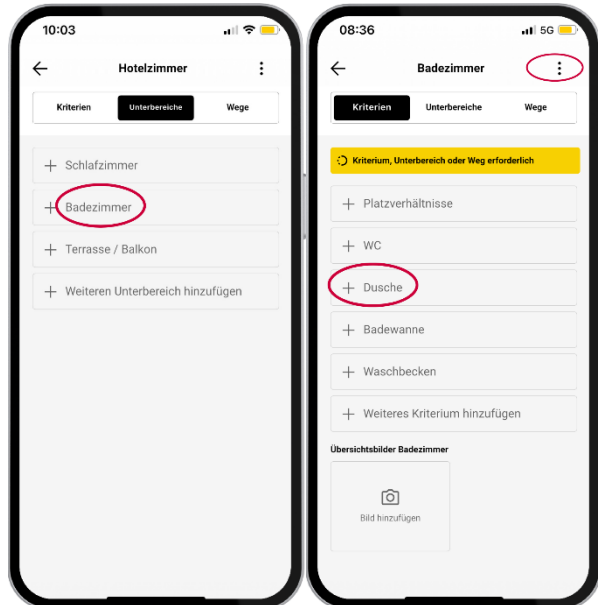 10:03
Hotelzimmer
Kriterien Unterbereiche Wege
+ Schlafzimmer
+ Badezimmer
+ Terrasse / Balkon
+ Weiteren Unterbereich hinzufügen
08:36 5G
Badezimmer
Kriterien Unterbereiche Wege
Kriterium, Unterbereich oder Weg erforderlich
+ Platzverhältnisse
+ WC
+ Dusche
+ Badewanne
+ Waschbecken
+ Weiteres Kriterium hinzufügen
Übersichtsbilder Badezimmer
Bild hinzufügen